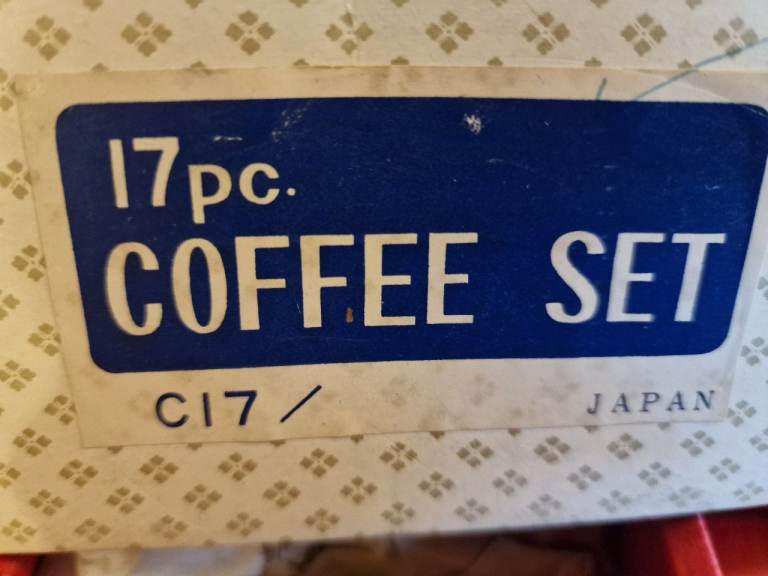 17pc.
COFFEE SET
C17/
JAPAN